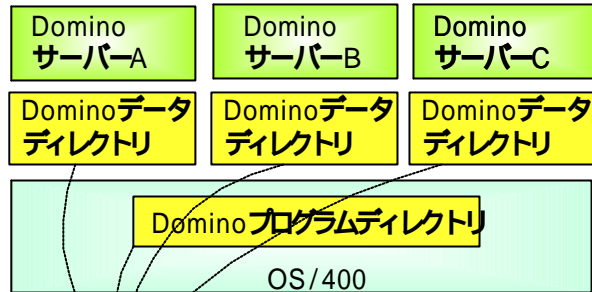 Domino
サーバーA
Domino
サーバーB
Domino
サーバーC
Dominoデータ
ディレクトリ
Dominoデータ
ディレクトリ
Dominoデータ
ディレクトリ
Dominoプログラムディレクトリ
OS/400